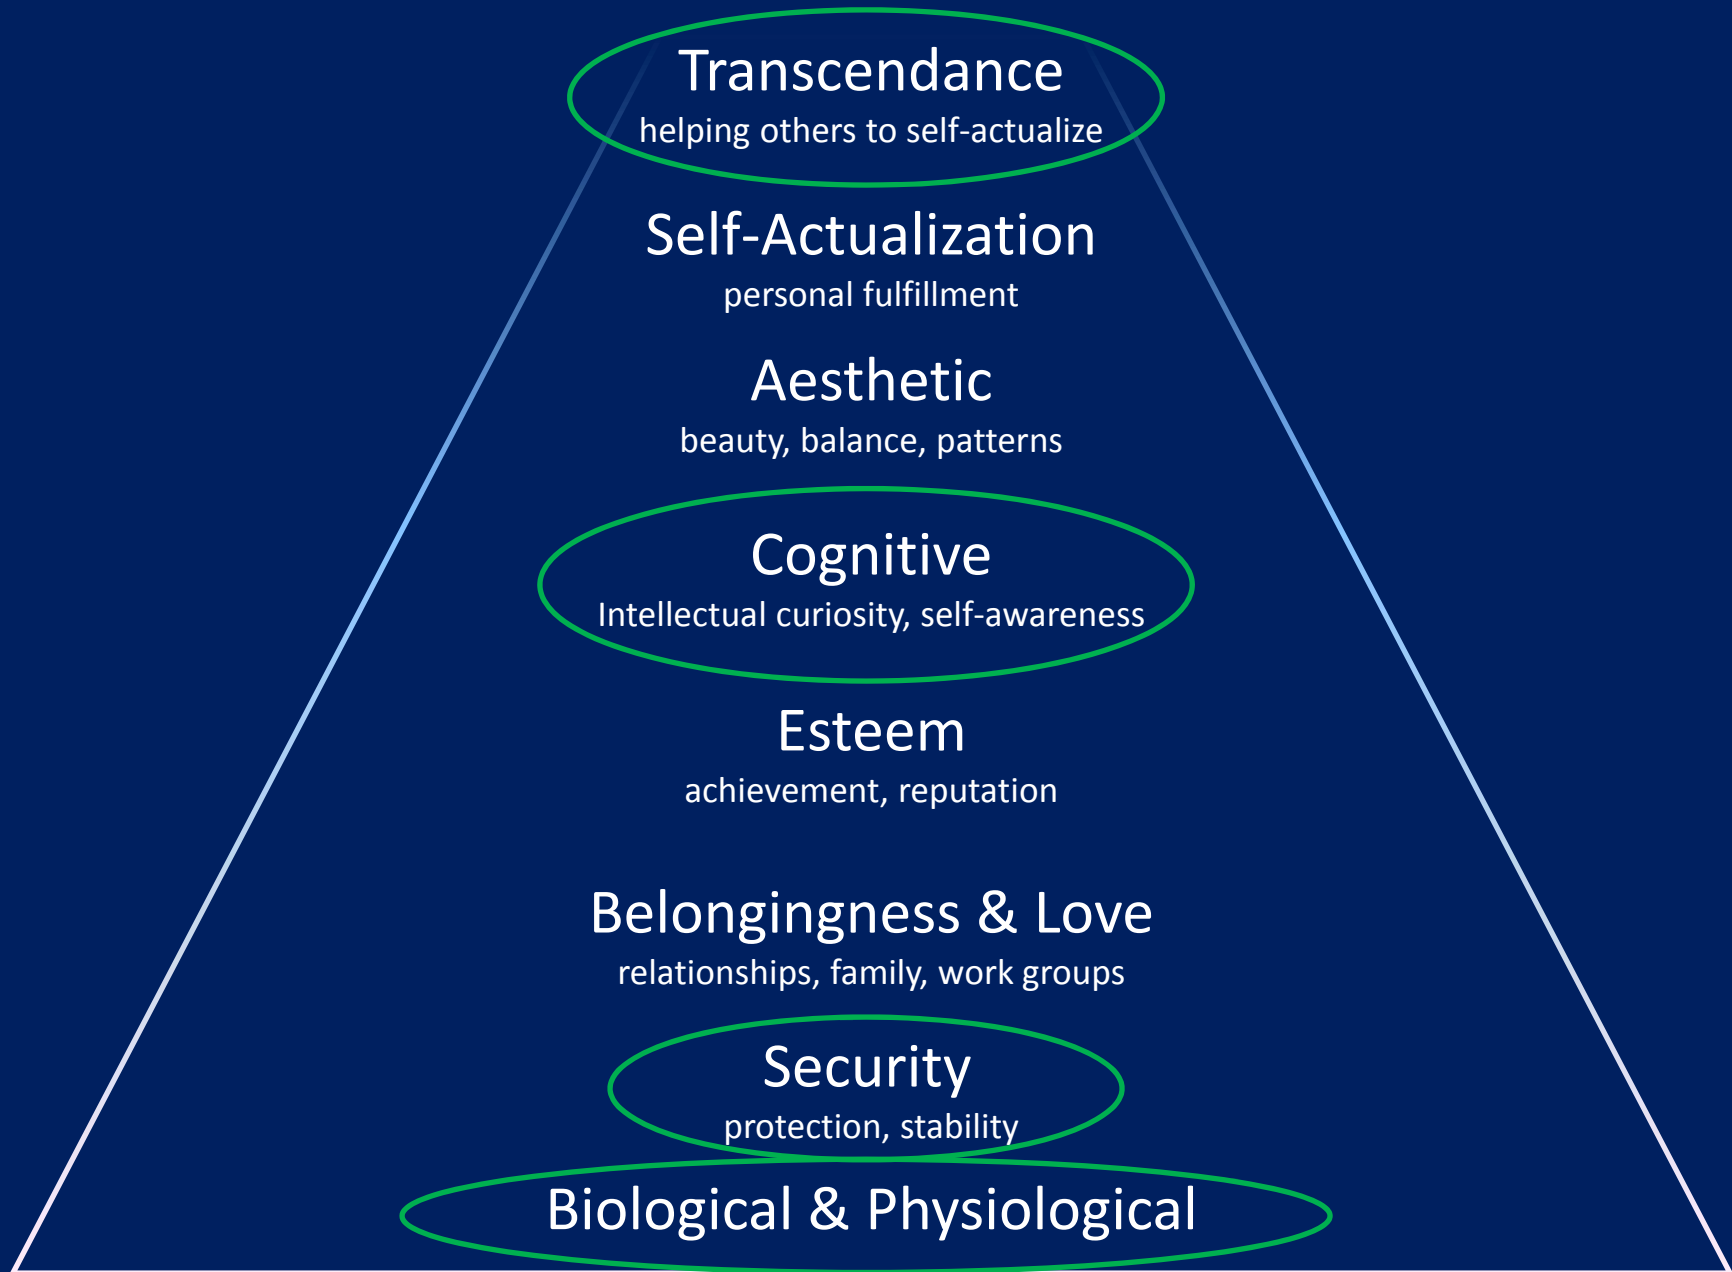 Transcendance
helping others to self-actualize
Self-Actualization
personal fulfillment
Aesthetic
beauty, balance, patterns
Cognitive
Intellectual curiosity, self-awareness
Esteem
achievement, reputation
Belongingness & Love
relationships, family, work groups
Security
protection, stability
Biological & Physiological